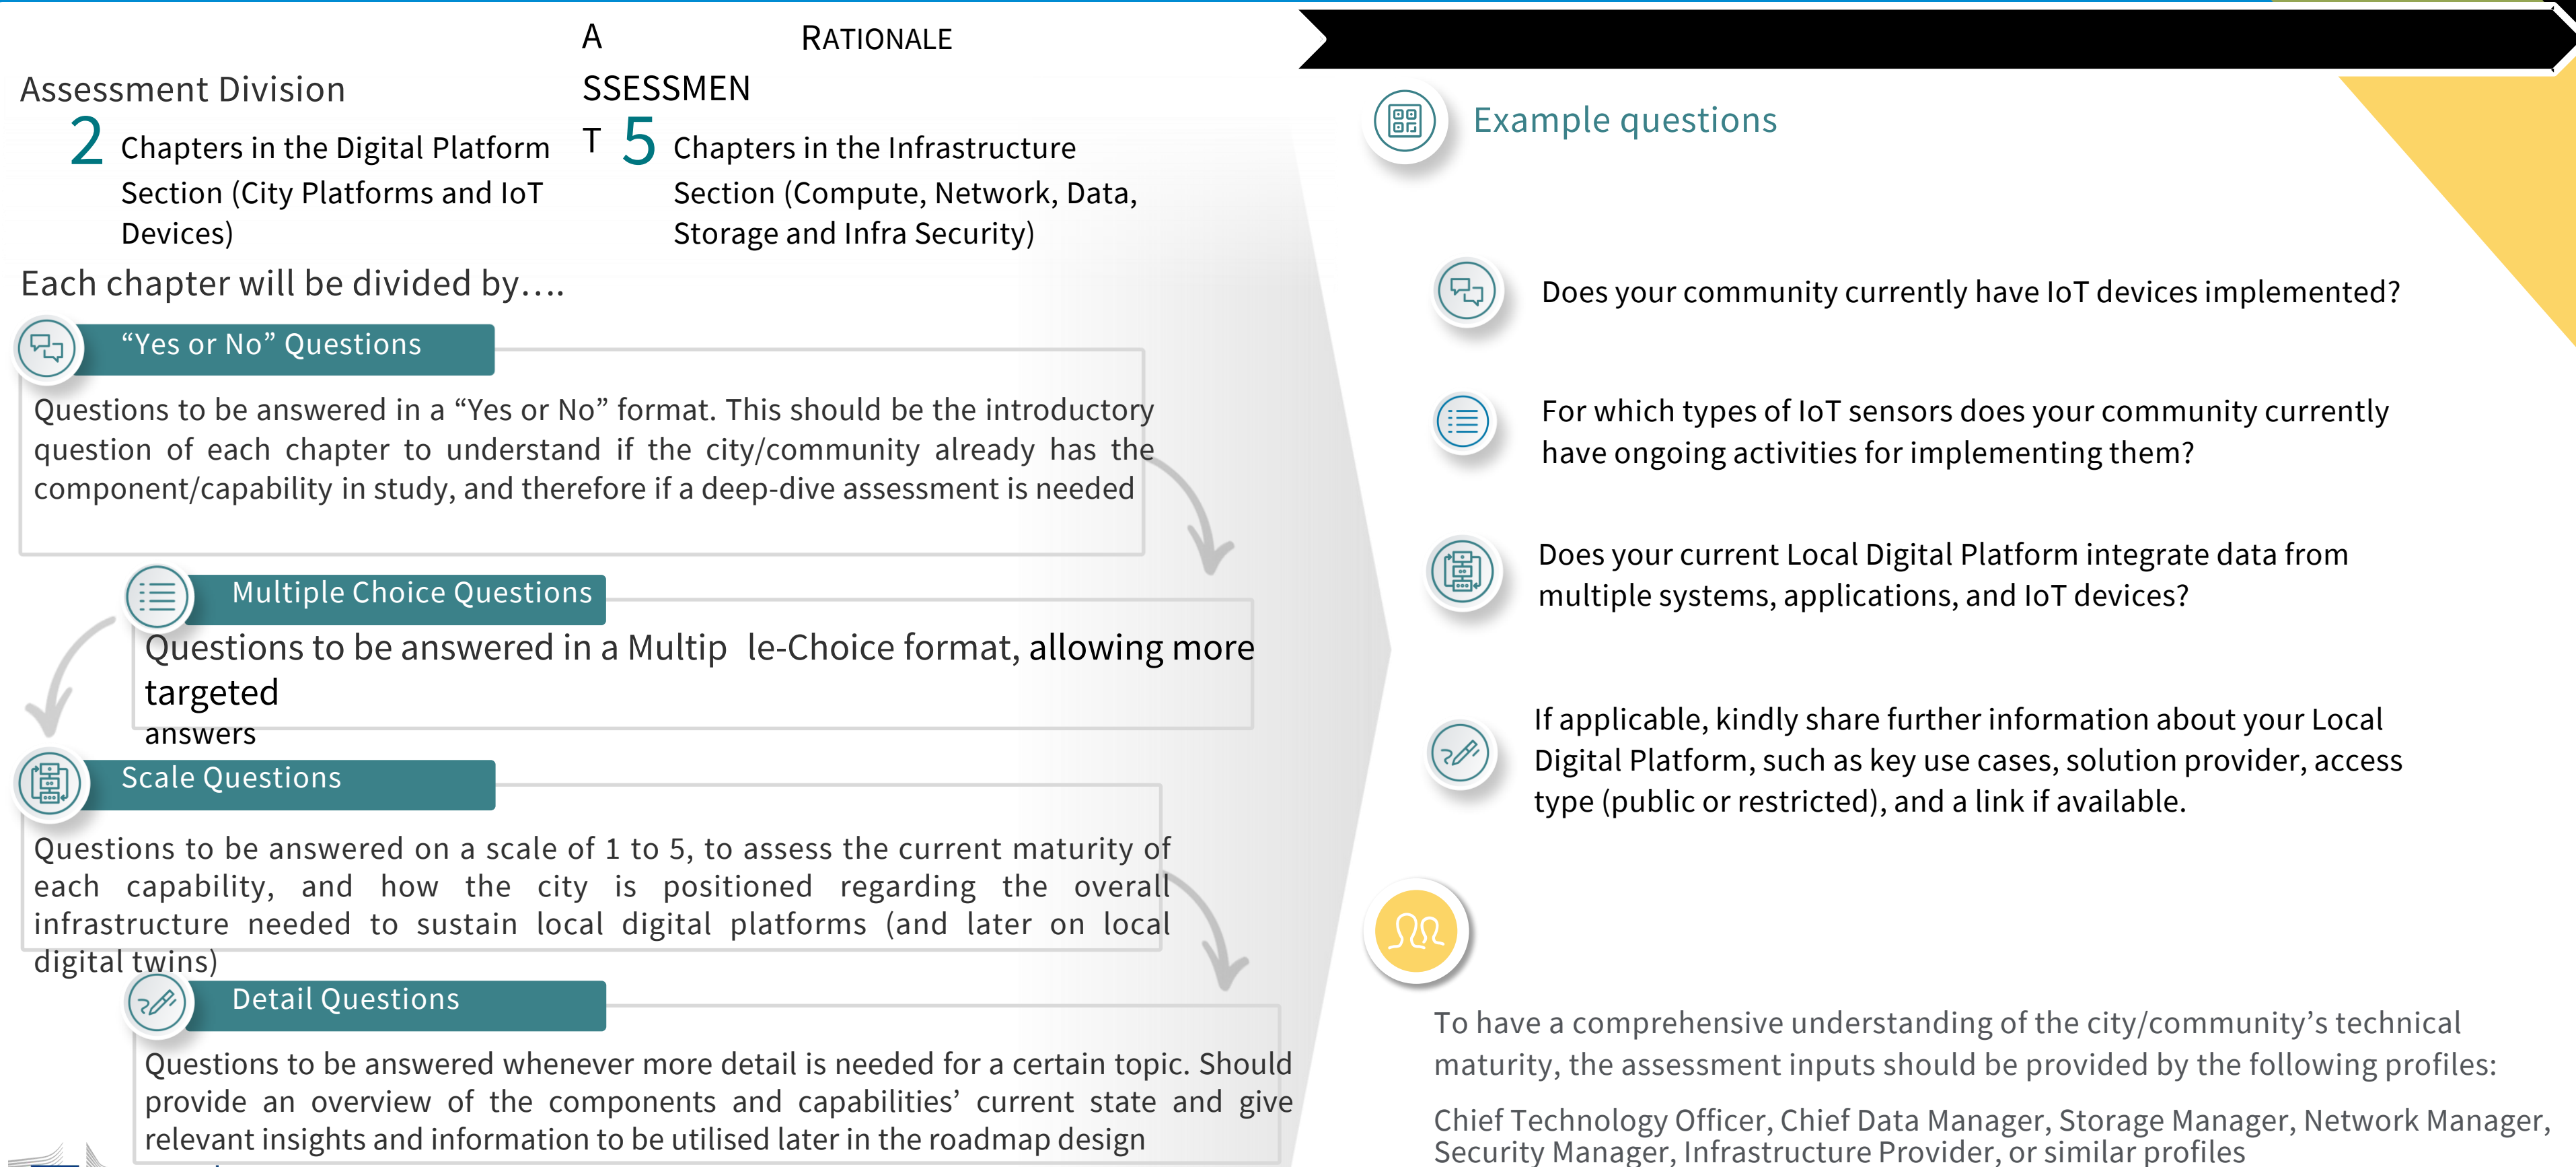 A
RATIONALE
SSESSMEN
T
Assessment Division
2
Chapters in the Digital Platform
Section (City Platforms and IoT
Devices)
5
Chapters in the Infrastructure
Section (Compute, Network, Data,
Storage and Infra Security)
Each chapter will be divided by....
“Yes or No” Questions
Questions to be answered in a “Yes or No” format. This should be the introductory
question of each chapter to understand if the city/community already has the
component/capability in study, and therefore if a deep-dive assessment is needed
Multiple Choice Questions
Questions to be answered in a Multip le-Choice format, allowing more
targeted
answers
Scale Questions
Questions to be answered on a scale of 1 to 5, to assess the current maturity of
each capability, and how the city is positioned regarding the overall
infrastructure needed to sustain local digital platforms (and later on local
digital twins)
Detail Questions
Questions to be answered whenever more detail is needed for a certain topic. Should
provide an overview of the components and capabilities’ current state and give
relevant insights and information to be utilised later in the roadmap design
Example questions
Does your community currently have IoT devices implemented?
For which types of IoT sensors does your community currently
have ongoing activities for implementing them?
Does your current Local Digital Platform integrate data from
multiple systems, applications, and IoT devices?
If applicable, kindly share further information about your Local
Digital Platform, such as key use cases, solution provider, access
type (public or restricted), and a link if available.
To have a comprehensive understanding of the city/community’s technical
maturity, the assessment inputs should be provided by the following profiles:
Chief Technology Officer, Chief Data Manager, Storage Manager, Network Manager,
Security Manager, Infrastructure Provider, or similar profiles